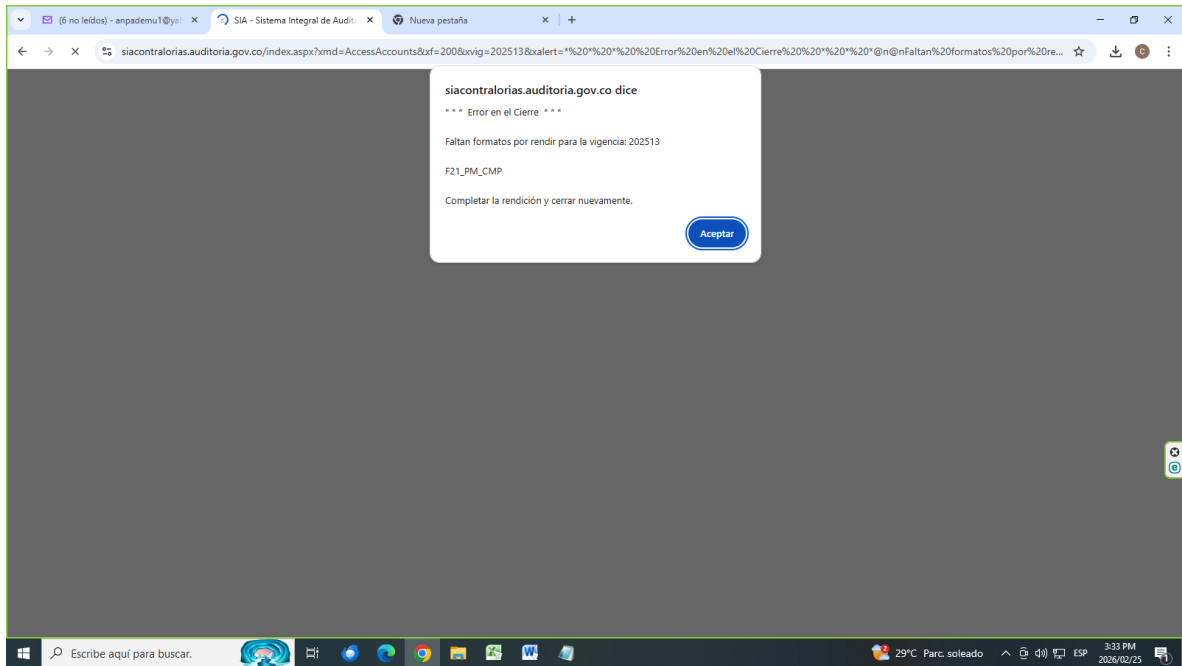 (6 no leídos) - anpademu1@ya
SIA - Sistema Integral de Audito
Nueva pestaña
siacontralorias.auditoria.gov.co/index.aspx?xmd=AccessAccounts&xf=200&xvig=202513&xalert=*%20*%20*%20%20Error%20en%20el%20Cierre%20%20*%20*%20*@n@nFaltan%20formatos%20por%20re...
C
siacontralorias.auditoria.gov.co dice
* * * Error en el Cierre * * *
Faltan formatos por rendir para la vigencia: 202513
F21_PM_CMP
Completar la rendición y cerrar nuevamente.
Aceptar
Escribe aquí para buscar.
29°C Parc. soleado
ESP
3:33 PM
2026/02/25
1